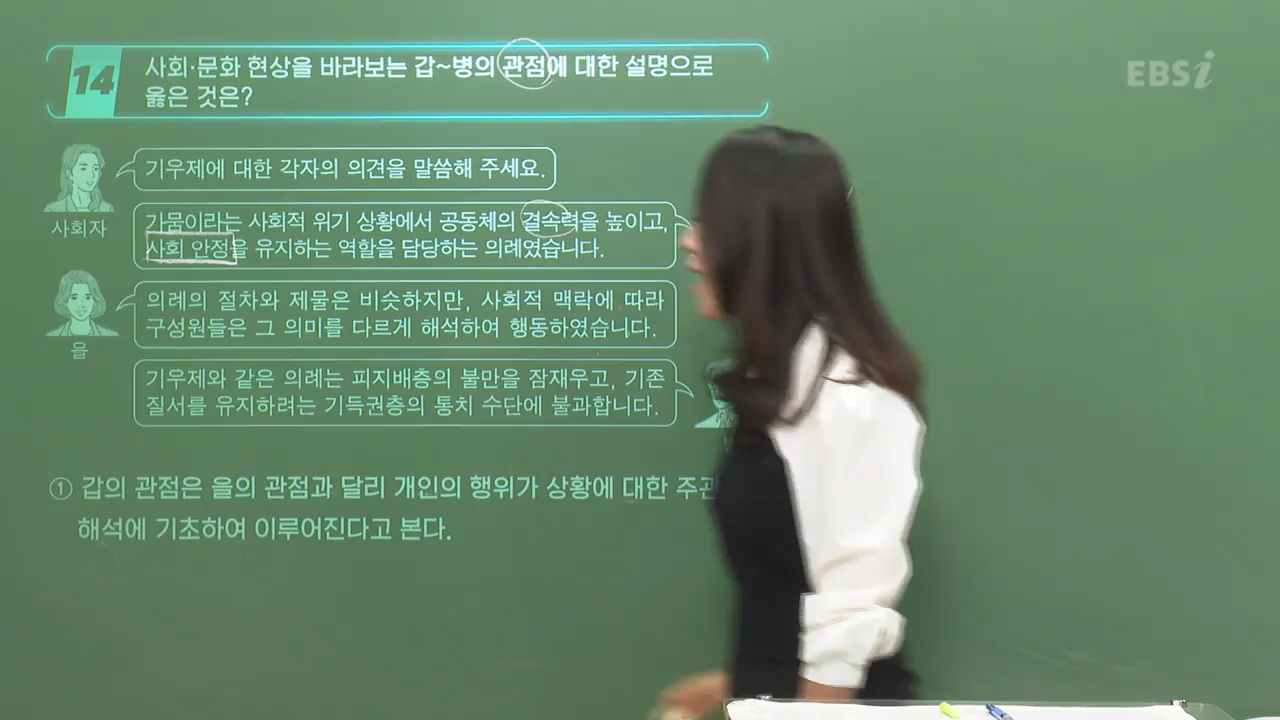 EBSi
14
사회·문화 현상을 바라보는 갑~병의 관점에 대한 설명으로
옳은 것은?
기우제에 대한 각자의 의견을 말씀해 주세요.
사회자
가뭄이라는 사회적 위기 상황에서 공동체의 결속력을 높이고,
사회 안정을 유지하는 역할을 담당하는 의례였습니다.
의례의 절차와 제물은 비슷하지만, 사회적 맥락에 따라
구성원들은 그 의미를 다르게 해석하여 행동하였습니다.
을
기우제와 같은 의례는 피지배층의 불만을 잠재우고, 기존
질서를 유지하려는 기득권층의 통치 수단에 불과합니다.
① 갑의 관점은 을의 관점과 달리 개인의 행위가 상황에 대한
해석에 기초하여 이루어진다고 본다.